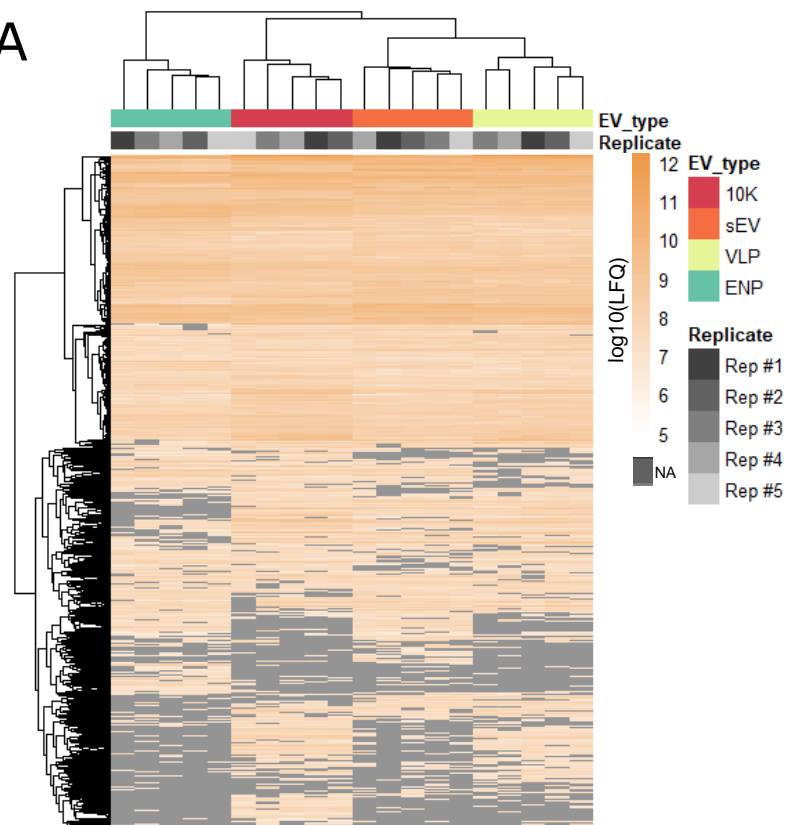 A
EV_type
Replicate
log10(LFQ)
12
11
10
9
8
7
6
5
NA
EV_type
10K
sEV
VLP
ENP
Replicate
Rep #1
Rep #2
Rep #3
Rep #4
Rep #5